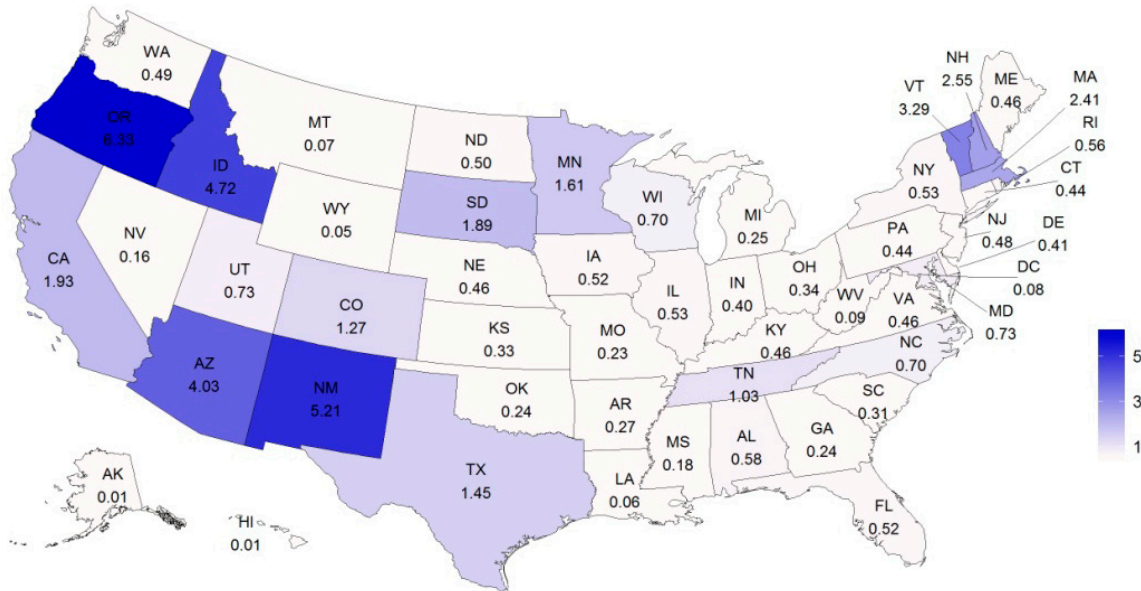 WA
0.49
OR
6.33
ID
4.72
MT
0.07
ND
0.50
MN
1.61
SD
1.89
WY
0.05
NV
0.16
CA
1.93
UT
0.73
CO
1.27
NE
0.46
KS
0.33
AZ
4.03
NM
5.21
OK
0.24
TX
1.45
AK
0.01
HI
0.01
WI
0.70
MI
0.25
IA
0.52
IL
0.53
IN
0.40
OH
0.34
MO
0.23
KY
0.46
WV
0.09
VA
0.46
NC
0.70
TN
1.03
SC
0.31
AR
0.27
MS
0.18
AL
0.58
GA
0.24
LA
0.06
FL
0.52
PA
0.44
NY
0.53
VT
3.29
NH
2.55
ME
0.46
MA
2.41
RI
0.56
CT
0.44
NJ
0.48
DE
0.41
DC
0.08
MD
0.73
5
3
1